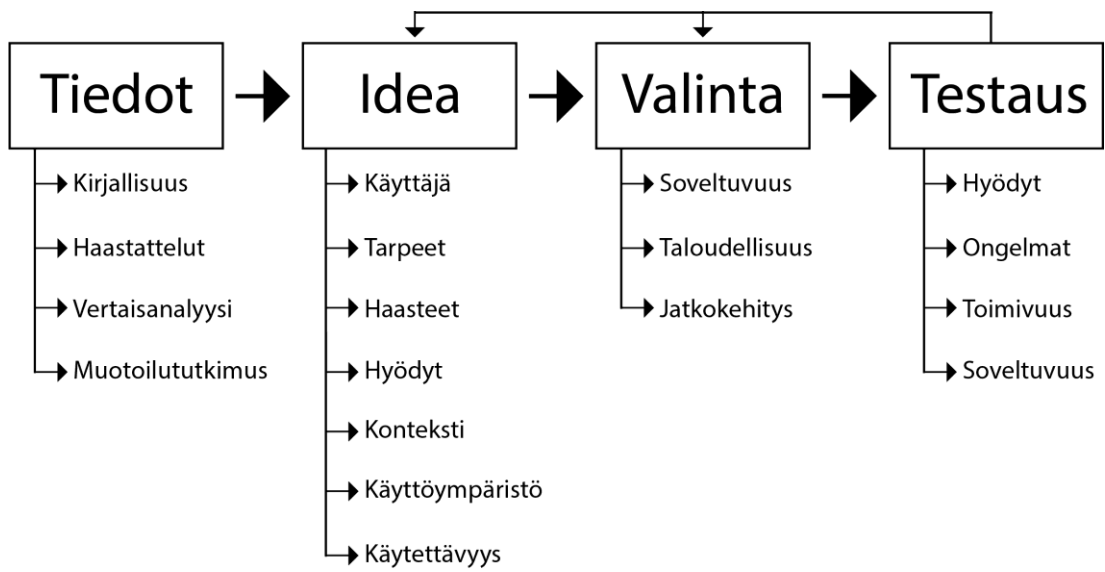 Tiedot
Idea
Valinta
Testaus
Kirjallisuus
Haastattelut
Vertaisanalyysi
Muotoilututkimus
Käyttäjä
Tarpeet
Haasteet
Hyödyt
Konteksti
Käyttöympäristö
Käytettävyys
Soveltuvuus
Taloudellisuus
Jatkokehitys
Hyödyt
Ongelmat
Toimivuus
Soveltuvuus